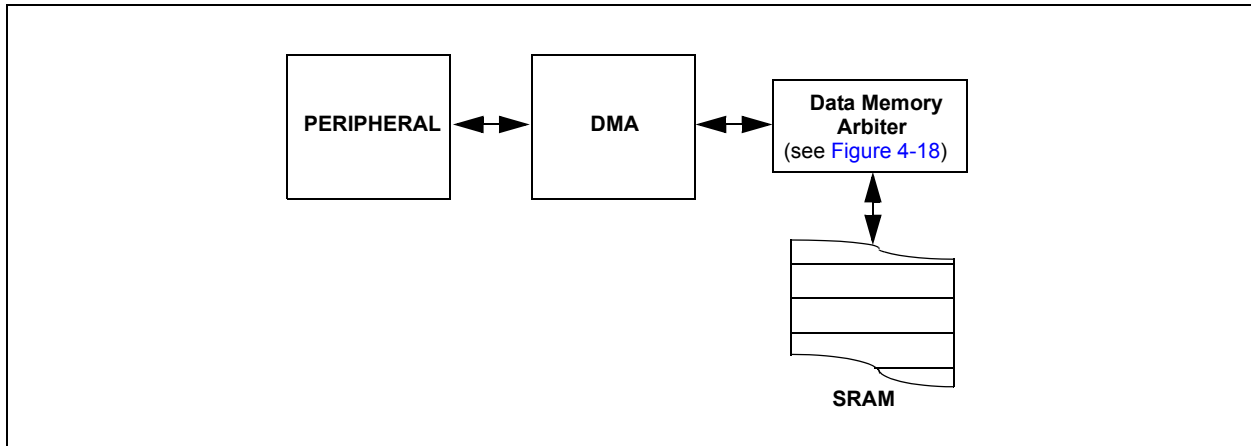 PERIPHERAL
DMA
Data Memory
Arbiter
(see Figure 4-18)
SRAM